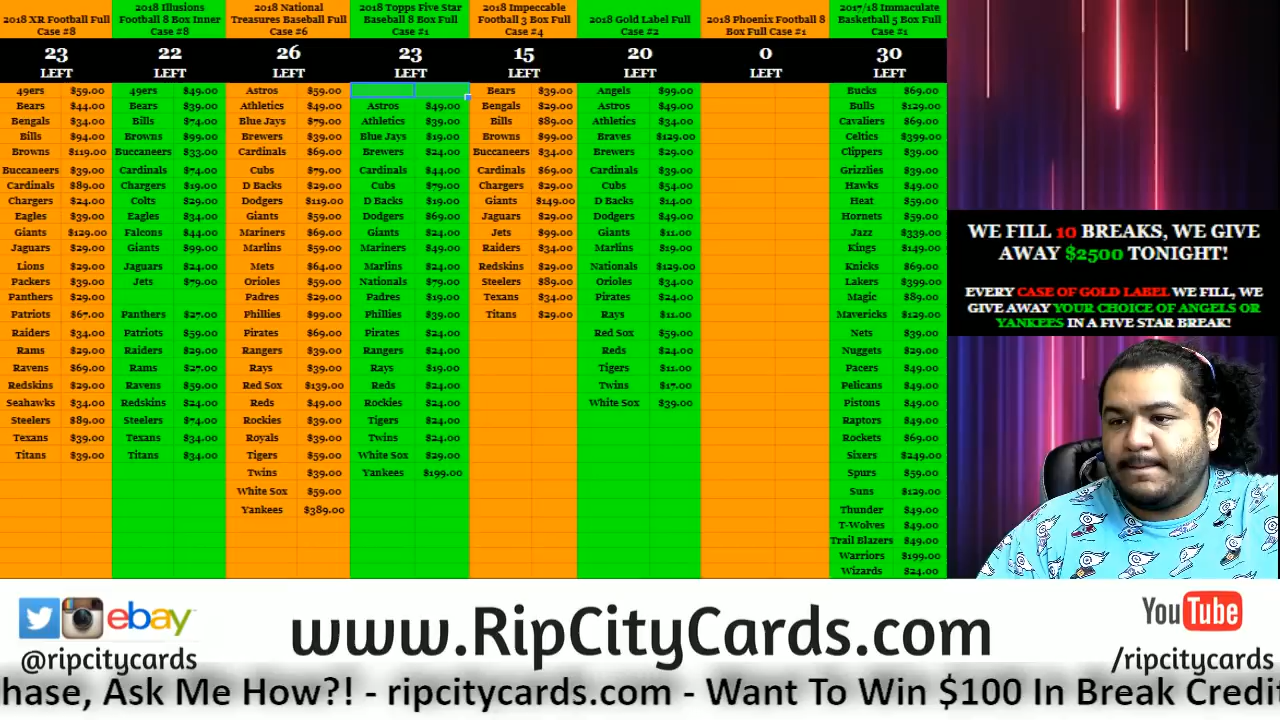 2018 XR Football Full
Case #8
23
LEFT
49ers $59.00
Bears $44.00
Bengals $34.00
Bills $94.00
Browns $119.00
Buccaneers $39.00
Cardinals $89.00
Chargers $24.00
Eagles $39.00
Giants $129.00
Jaguars $29.00
Lions $29.00
Packers $39.00
Panthers $29.00
Patriots $67.00
Raiders $34.00
Rams $29.00
Ravens $69.00
Redskins $29.00
Seahawks $34.00
Steelers $89.00
Texans $39.00
Titans $39.00
2018 Illusions
Football 8 Box Inner
Case #8
22
LEFT
49ers $49.00
Bears $39.00
Bills $74.00
Browns $99.00
Buccaneers $33.00
Cardinals $74.00
Chargers $19.00
Colts $29.00
Eagles $34.00
Falcons $44.00
Giants $99.00
Jaguars $24.00
Jets $79.00
Panthers $27.00
Patriots $59.00
Raiders $29.00
Rams $27.00
Ravens $59.00
Redskins $24.00
Steelers $74.00
Texans $34.00
Titans $34.00
2018 National
Treasures Baseball Full
Case #6
26
LEFT
Astros $59.00
Athletics $49.00
Blue Jays $79.00
Brewers $39.00
Cardinals $69.00
Cubs $79.00
D Backs $29.00
Dodgers $119.00
Giants $59.00
Mariners $69.00
Marlins $59.00
Mets $64.00
Orioles $59.00
Padres $29.00
Phillies $99.00
Pirates $69.00
Rangers $39.00
Rays $39.00
Red Sox $139.00
Reds $49.00
Rockies $39.00
Royals $39.00
Tigers $59.00
Twins $39.00
White Sox $59.00
Yankees $389.00
2018 Topps Five Star
Baseball 8 Box Full
Case #1
23
LEFT
Astros $49.00
Athletics $39.00
Blue Jays $19.00
Brewers $24.00
Cardinals $44.00
Cubs $79.00
D Backs $19.00
Dodgers $69.00
Giants $24.00
Mariners $49.00
Marlins $24.00
Nationals $79.00
Padres $19.00
Phillies $39.00
Pirates $24.00
Rangers $24.00
Rays $19.00
Reds $24.00
Rockies $24.00
Tigers $24.00
Twins $24.00
White Sox $29.00
Yankees $199.00
2018 Impeccable
Football 3 Box Full
Case #4
15
LEFT
Bears $39.00
Bengals $29.00
Bills $89.00
Browns $99.00
Buccaneers $34.00
Cardinals $69.00
Chargers $29.00
Giants $149.00
Jaguars $29.00
Jets $99.00
Raiders $34.00
Redskins $29.00
Steelers $89.00
Texans $34.00
Titans $29.00
2018 Gold Label Full
Case #2
20
LEFT
Angels $99.00
Astros $49.00
Athletics $34.00
Braves $129.00
Brewers $29.00
Cardinals $39.00
Cubs $54.00
D Backs $14.00
Dodgers $49.00
Giants $11.00
Marlins $19.00
Nationals $129.00
Orioles $34.00
Pirates $24.00
Rays $11.00
Red Sox $59.00
Reds $24.00
Tigers $11.00
Twins $17.00
White Sox $39.00
2018 Phoenix Football 8
Box Full Case #1
0
LEFT
2017/18 Immaculate
Basketball 5 Box Full
Case #1
30
LEFT
Bucks $69.00
Bulls $129.00
Cavaliers $69.00
Celtics $399.00
Clippers $39.00
Grizzlies $39.00
Hawks $49.00
Heat $59.00
Hornets $59.00
Jazz $339.00
Kings $149.00
Knicks $69.00
Lakers $399.00
Magic $89.00
Mavericks $129.00
Nets $39.00
Nuggets $29.00
Pacers $49.00
Pelicans $49.00
Pistons $49.00
Raptors $49.00
Rockets $69.00
Sixers $249.00
Spurs $59.00
Suns $129.00
Thunder $49.00
T-Wolves $49.00
Trail Blazers $49.00
Warriors $199.00
Wizards $24.00
WE FILL 10 BREAKS, WE GIVE
AWAY $2500 TONIGHT!
EVERY CASE OF GOLD LABEL WE FILL, WE
GIVE AWAY YOUR CHOICE OF ANGELS OR
YANKEES IN A FIVE STAR BREAK!
ebay
@ripcitycards
www.RipCityCards.com
YouTube
/ripcitycards
hase, Ask Me How?! - ripcitycards.com - Want To Win $100 In Break Credit